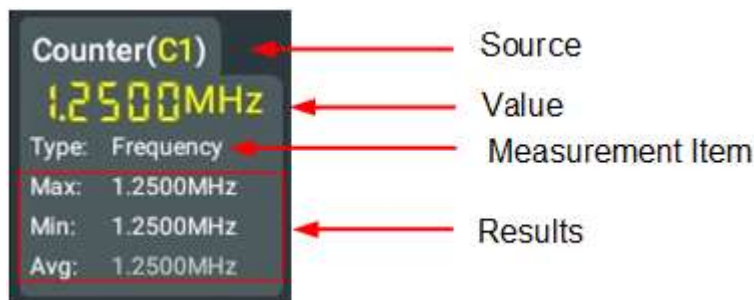 Counter(C1)
Source
1.2500MHz
Value
Type: Frequency
Measurement Item
Max: 1.2500MHz
Min: 1.2500MHz
Results
Avg: 1.2500MHz